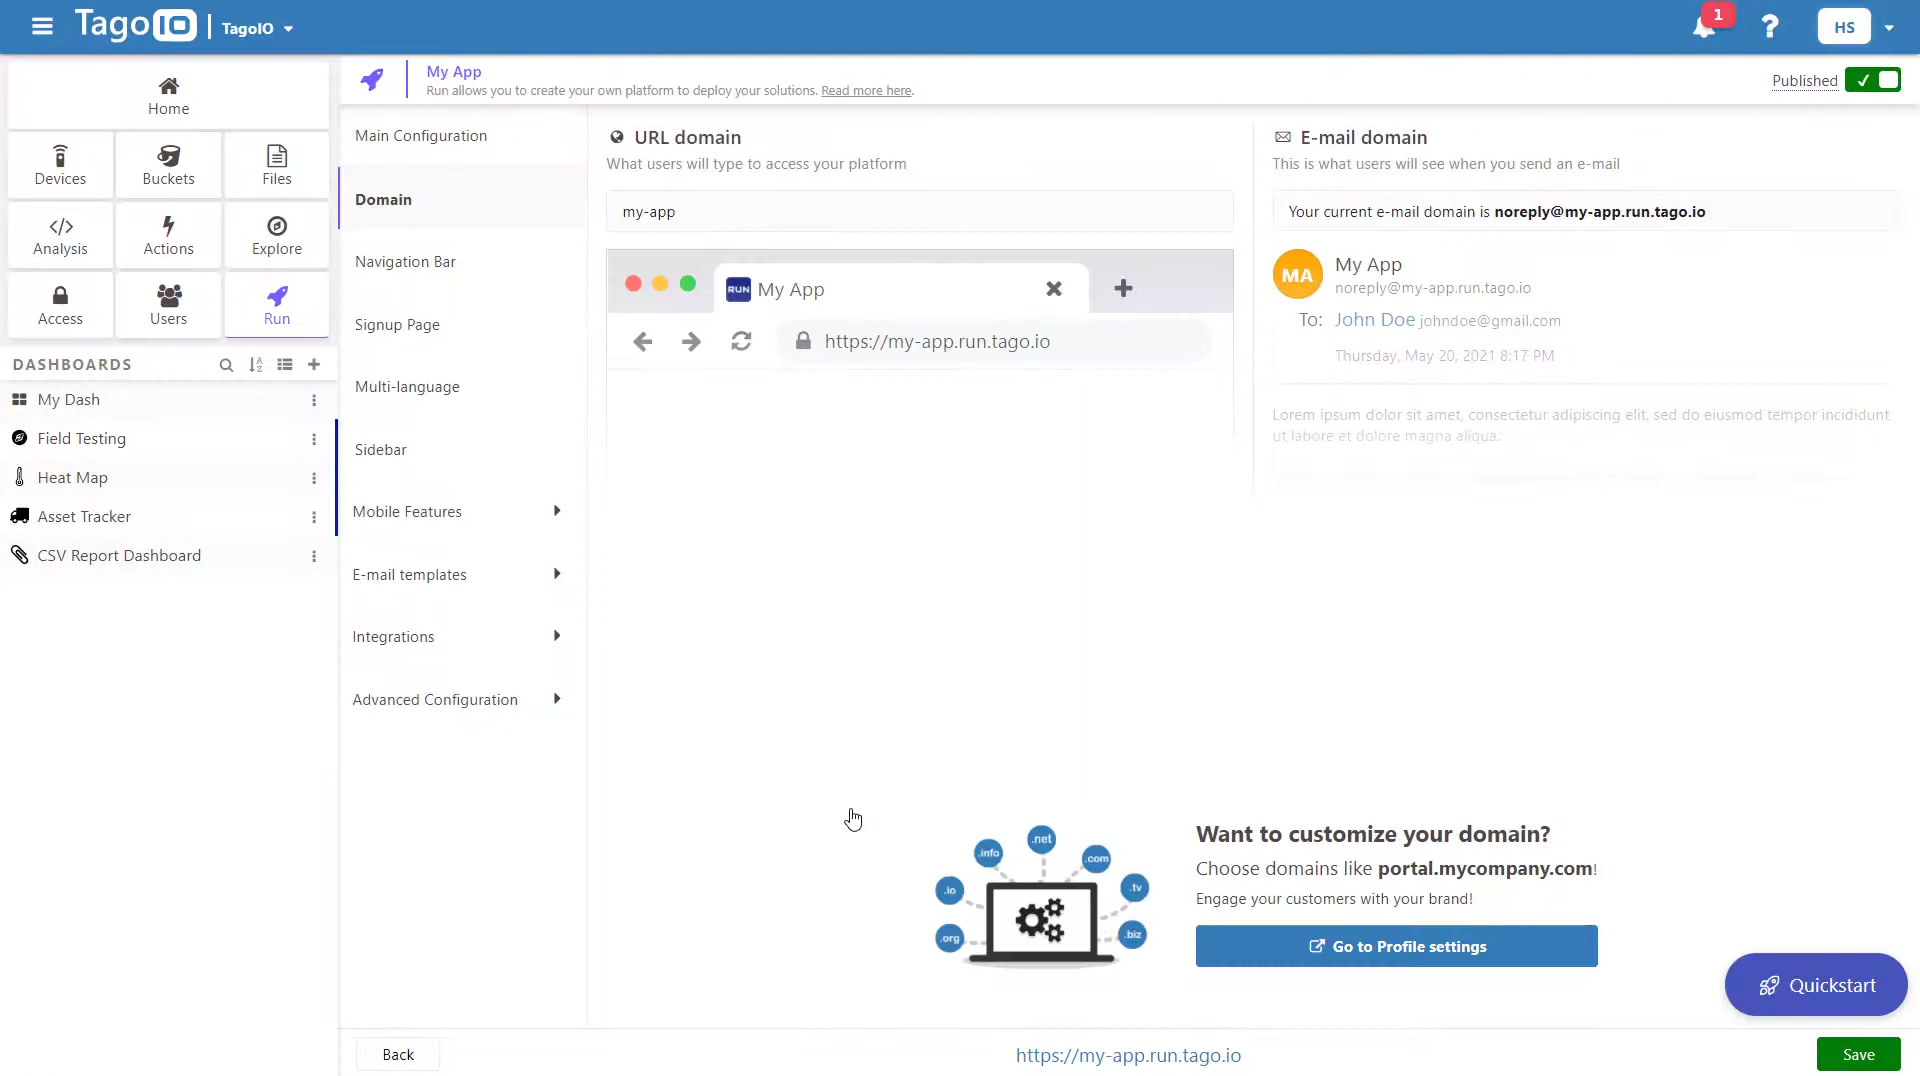 TagoIO
TagoIO
1
HS
Home
Devices
Buckets
Files
Analysis
Actions
Explore
Access
Users
Run
DASHBOARDS
My Dash
Field Testing
Heat Map
Asset Tracker
CSV Report Dashboard
My App
Run allows you to create your own platform to deploy your solutions. Read more here.
Published
Main Configuration
Domain
Navigation Bar
Signup Page
Multi-language
Sidebar
Mobile Features
E-mail templates
Integrations
Advanced Configuration
URL domain
What users will type to access your platform
my-app
RUN
My App
https://my-app.run.tago.io
E-mail domain
This is what users will see when you send an e-mail
Your current e-mail domain is noreply@my-app.run.tago.io
MA
My App
noreply@my-app.run.tago.io
To: John Doe johndoe@gmail.com
Thursday, May 20, 2021 8:17 PM
Lorem ipsum dolor sit amet, consectetur adipiscing elit. sed do eiusmod tempor incididunt
ut labore et dolore magna aliqua.
.org
.io
.info
.net
.com
.tv
.biz
Want to customize your domain?
Choose domains like portal.mycompany.com!
Engage your customers with your brand!
Go to Profile settings
Quickstart
Back
https://my-app.run.tago.io
Save